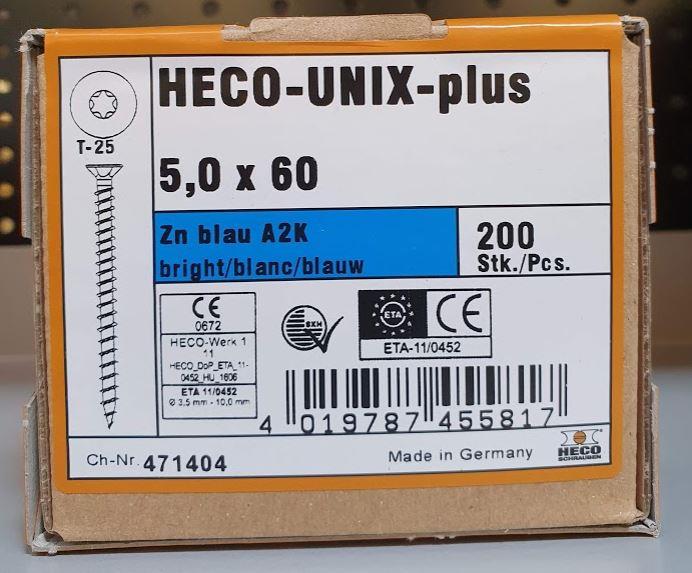 HECO-UNIX-plus
T-25
5,0 x 60
Zn blau A2K
bright/blanc/blauw
200
Stk./Pcs.
CE
0672
HECO-Werk 1
11
HECO_DoP_ETA_11-
0452_HU_1606
ETA 11/0452
Ø 3,5 mm - 10,0 mm
ETA
CE
ETA-11/0452
4 019787 455817
Ch-Nr. 471404
Made in Germany
HECO
SCHRAUBEN